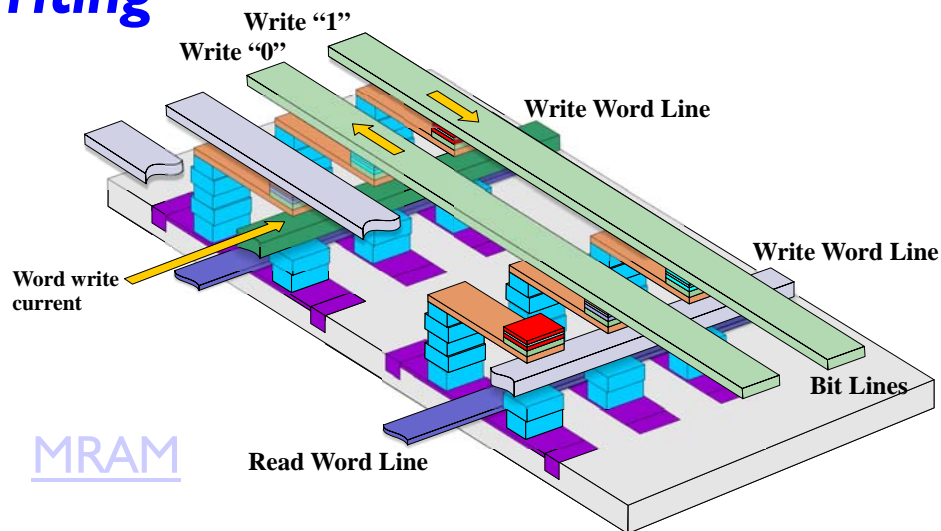 Write “1”
Write “0”
Write Word Line
Write Word Line
Word write
current
Bit Lines
Read Word Line
MRAM